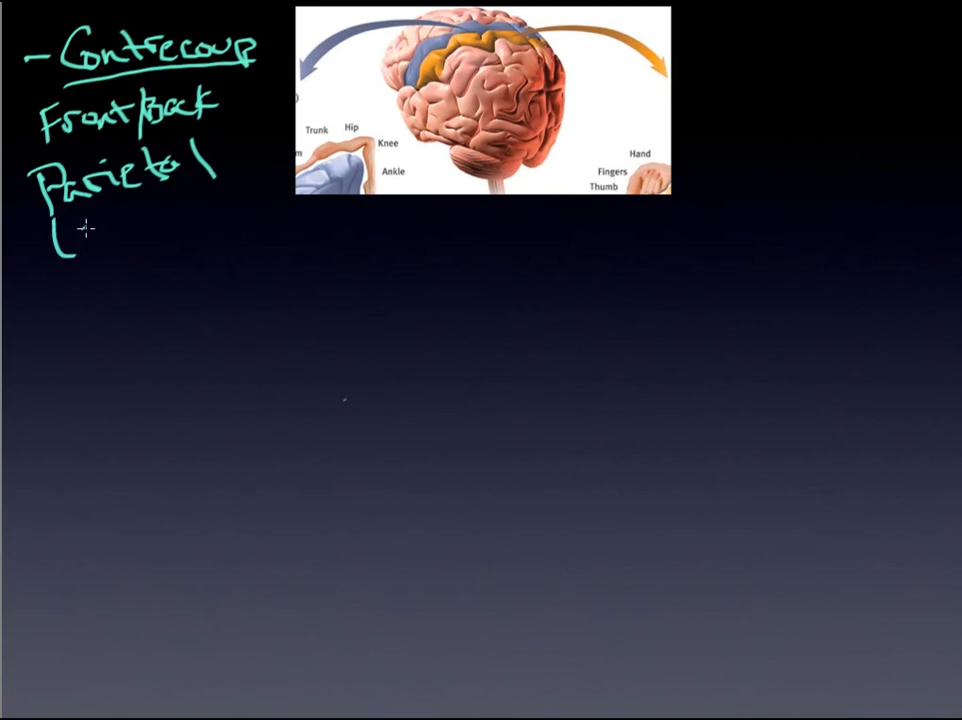 - Contrecoup
Front/Back
Parietal
Trunk
Hip
Knee
Ankle
Hand
Fingers
Thumb